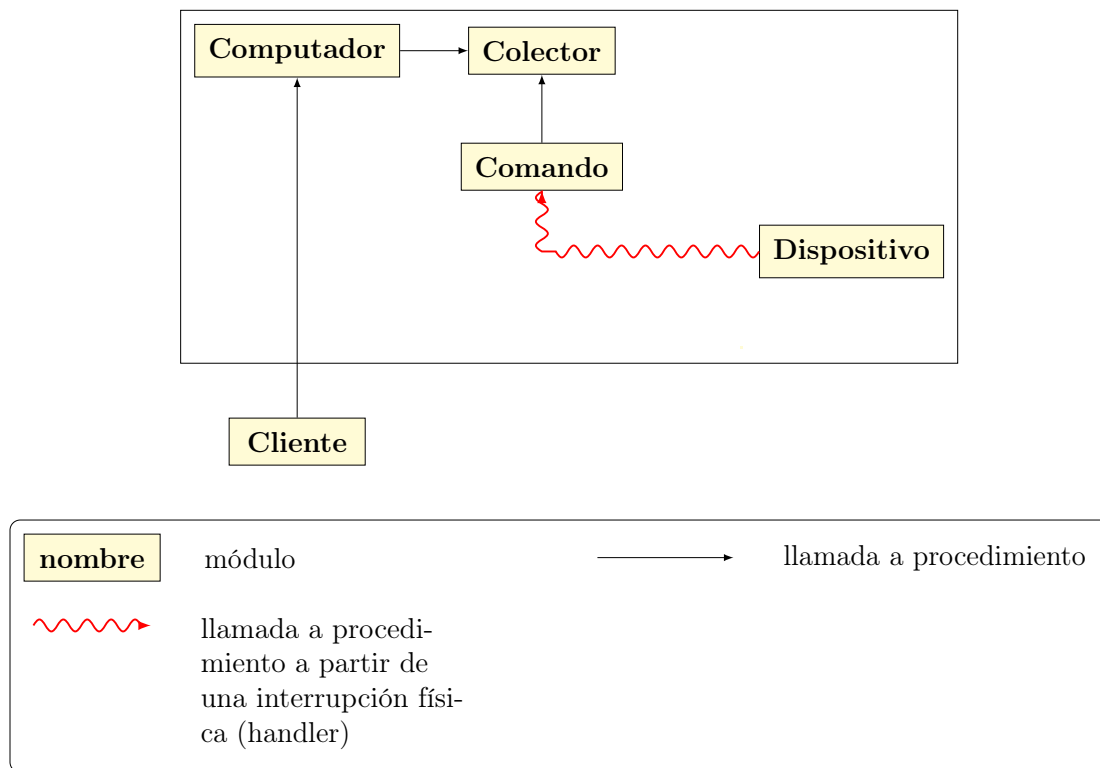 Computador
Colector
Comando
Dispositivo
Cliente
nombre
módulo
llamada a procedimiento
llamada a procedi-
miento a partir de
una interrupción físi-
ca (handler)